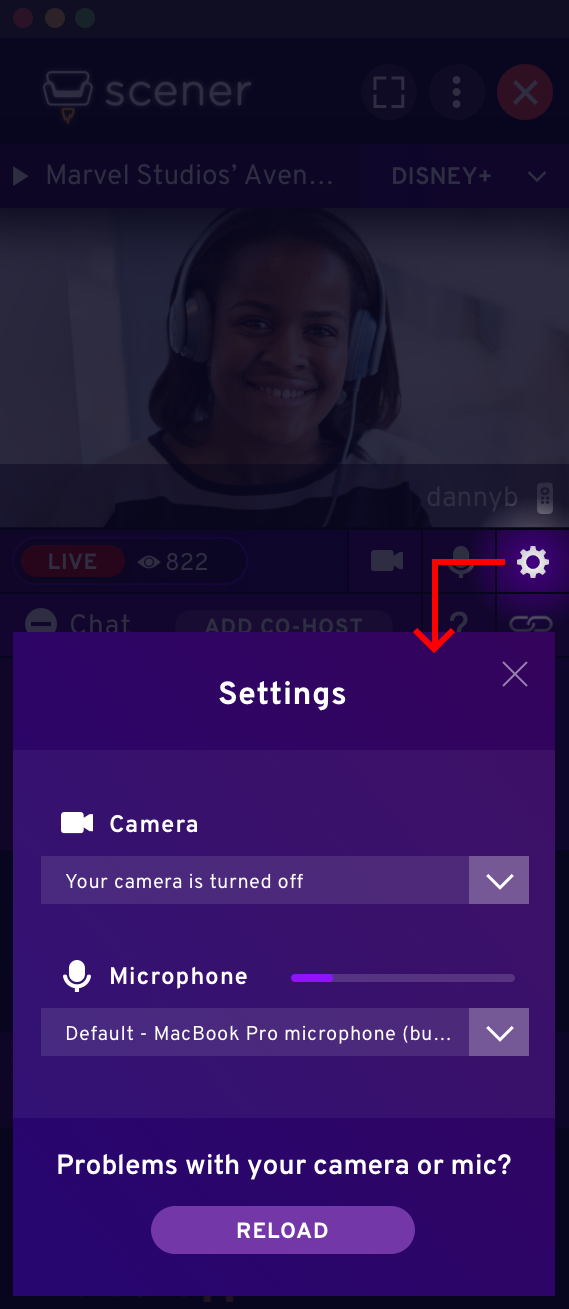 scener
Marvel Studios’ Aven... DISNEY+
dannyb
LIVE 822
Chat ADD CO-HOST ?
Settings
Camera
Your camera is turned off
Microphone
Default - MacBook Pro microphone (bu...
Problems with your camera or mic?
RELOAD